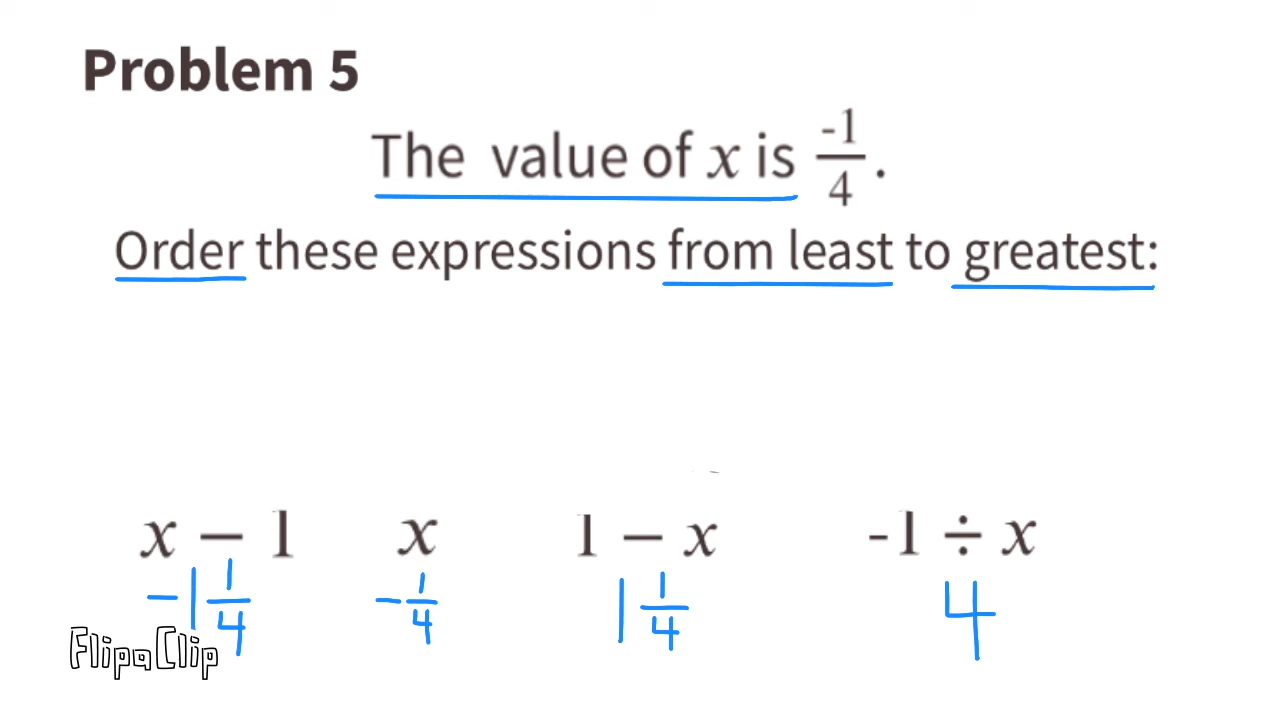 Problem 5
The value of x is -1/4.
Order these expressions from least to greatest:
x − 1 x 1 − x -1 ÷ x
−1 1/4 − 1/4 1 1/4 4
FlipaClip